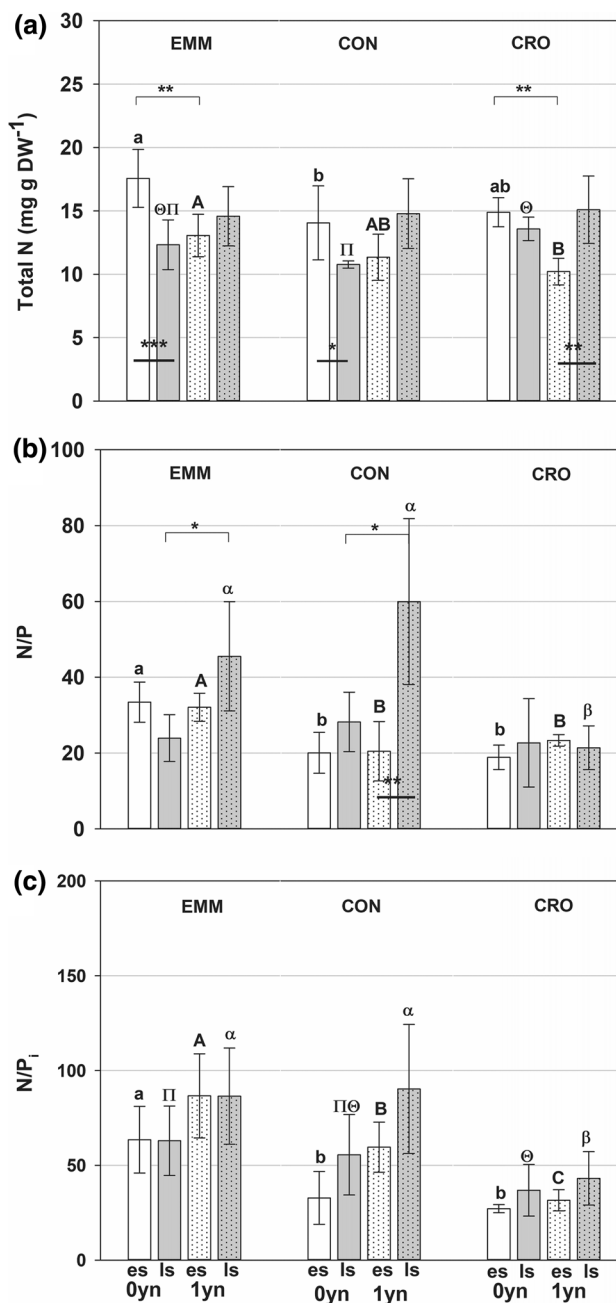 (a)
EMM CON CRO
Total N (mg g DW⁻¹)
30
25
20
15
10
5
0
** **
a b ab
ΘΠ A Π AB Θ B
*** * **
(b)
EMM CON CRO
N/P
100
80
60
40
20
0
* *
a A α b B α b B β
**
(c)
EMM CON CRO
N/Pᵢ
200
150
100
50
0
a Π A α b ΠΘ B α b Θ C β
es ls es ls es ls es ls es ls es ls
0yn 1yn 0yn 1yn 0yn 1yn